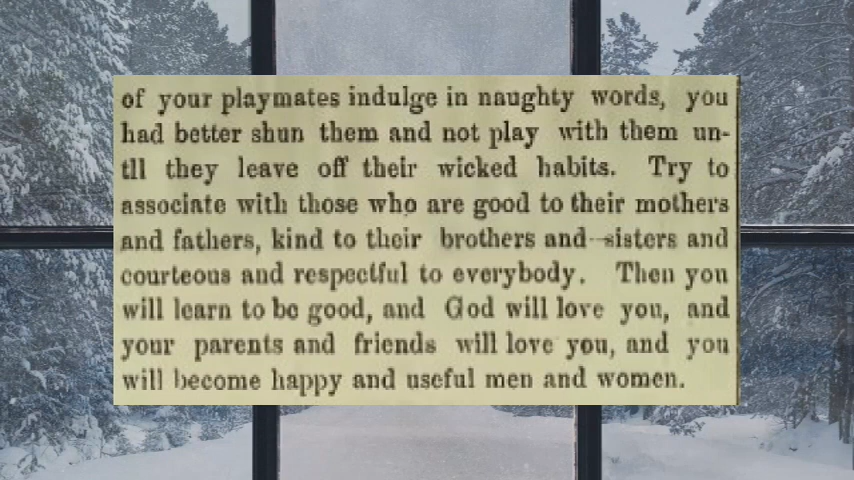 of your playmates indulge in naughty words, you
had better shun them and not play with them un-
tll they leave off their wicked habits. Try to
associate with those who are good to their mothers
and fathers, kind to their brothers and sisters and
courteous and respectful to everybody. Then you
will learn to be good, and God will love you, and
your parents and friends will love you, and you
will become happy and useful men and women.